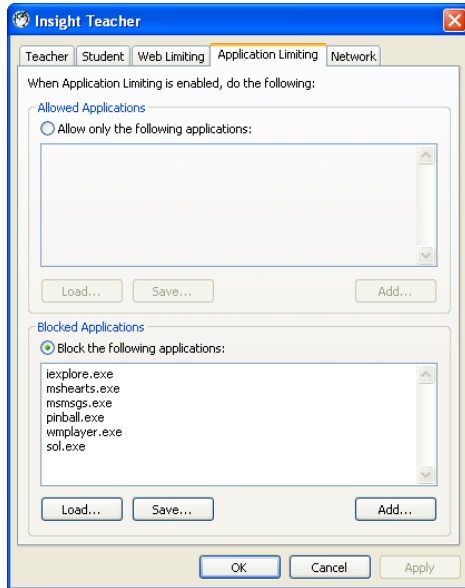 Insight Teacher
Teacher Student Web Limiting Application Limiting Network
When Application Limiting is enabled, do the following:
Allowed Applications
Allow only the following applications:
Load... Save... Add...
Blocked Applications
Block the following applications:
iexplore.exe
mshearts.exe
msmsgs.exe
pinball.exe
wmplayer.exe
sol.exe
Load... Save... Add...
OK Cancel Apply